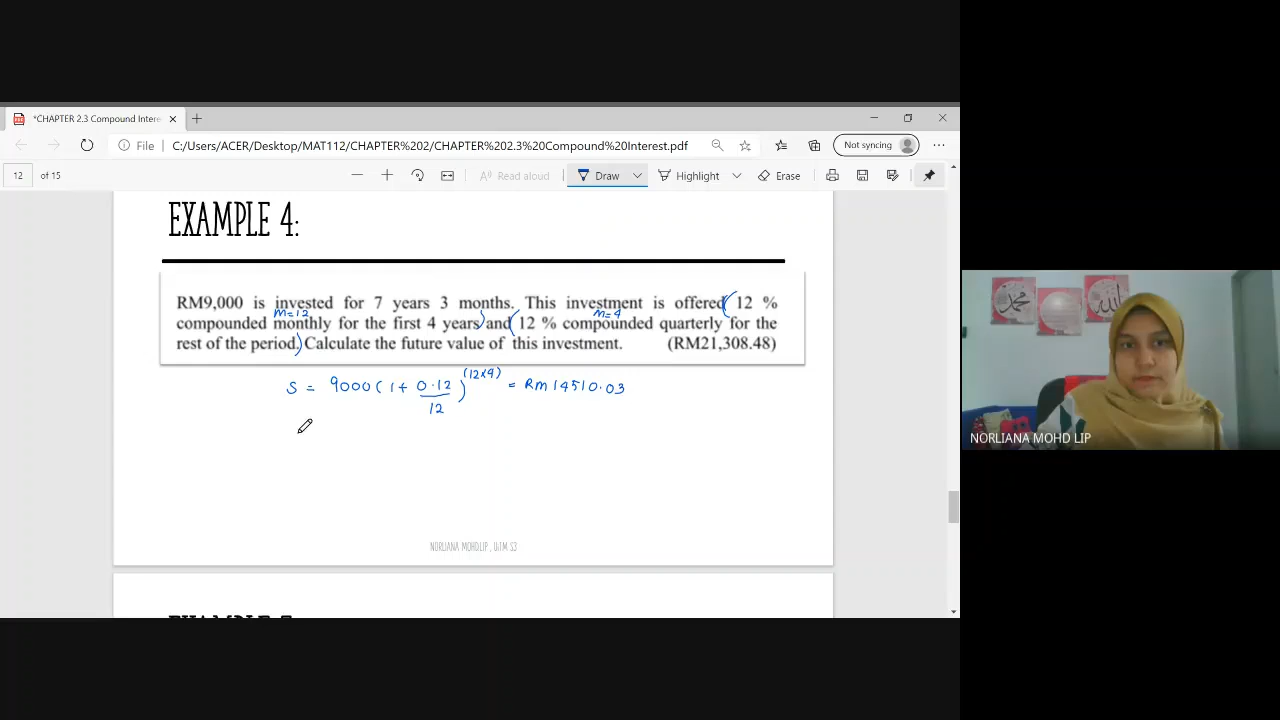 *CHAPTER 2.3 Compound Intere
File | C:/Users/ACER/Desktop/MAT112/CHAPTER%202/CHAPTER%202.3%20Compound%20Interest.pdf
Not syncing
12 of 15
Read aloud
Draw
Highlight
Erase
EXAMPLE 4:
RM9,000 is invested for 7 years 3 months. This investment is offered (12 %
m=12 m=4
compounded monthly for the first 4 years) and (12 % compounded quarterly for the
rest of the period.) Calculate the future value of this investment. (RM21,308.48)
S = 9000 (1 + 0.12/12)^(12x4) = RM 14510.03
NORLIANA MOHD LIP , UiTM S3
NORLIANA MOHD LIP
محمد
الله